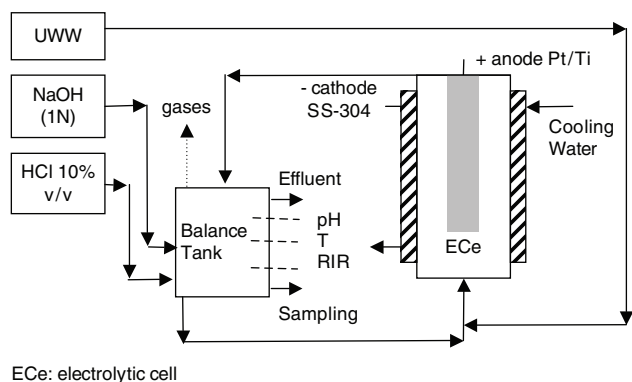 UWW
NaOH
(1N)
HCl 10%
v/v
gases
Balance
Tank
Effluent
pH
T
RIR
Sampling
- cathode
SS-304
+ anode Pt/Ti
Cooling
Water
ECe
ECe: electrolytic cell